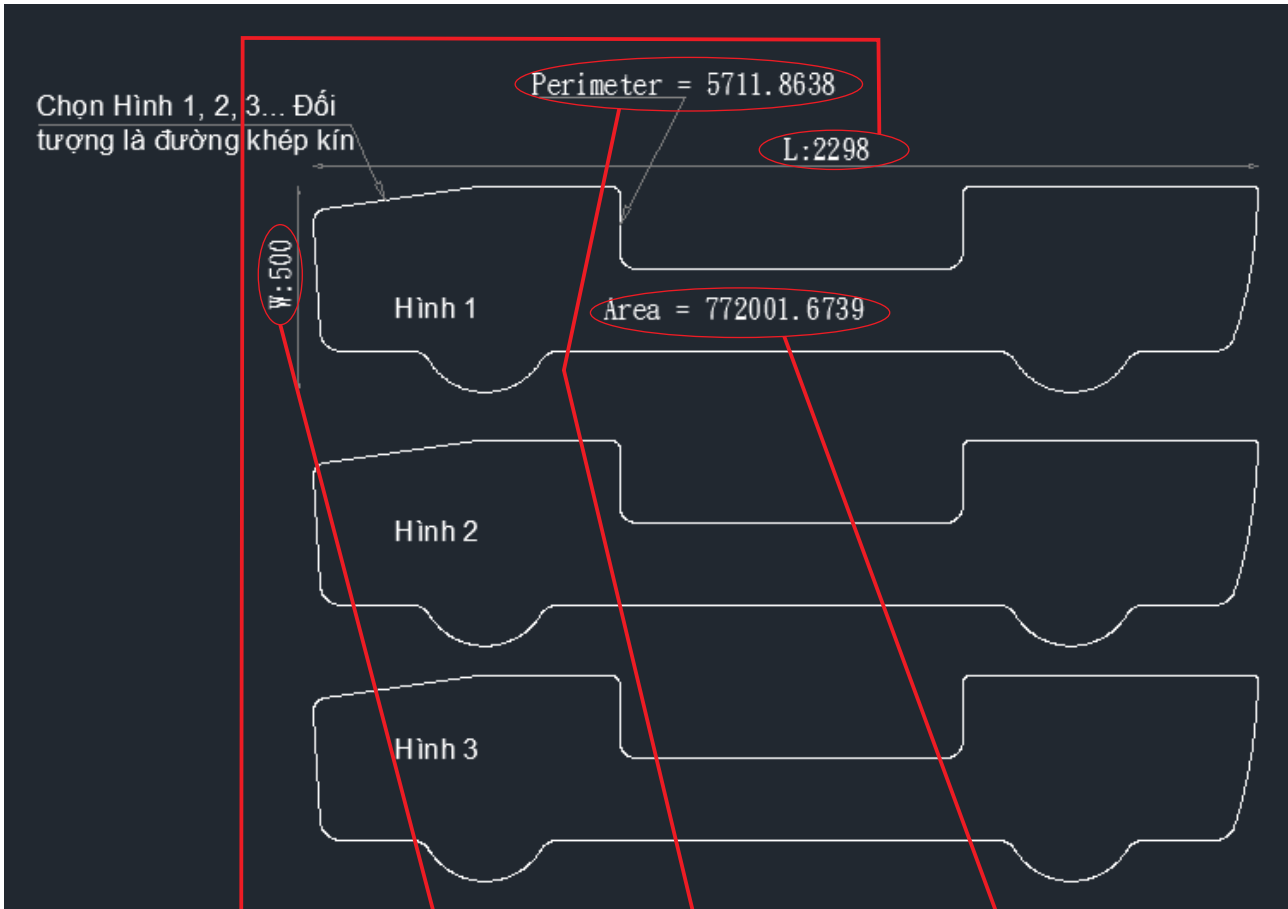 Perimeter = 5711.8638
Chọn Hình 1, 2, 3... Đối
tượng là đường khép kín
L:2298
W:500
Hình 1
Area = 772001.6739
Hình 2
Hình 3